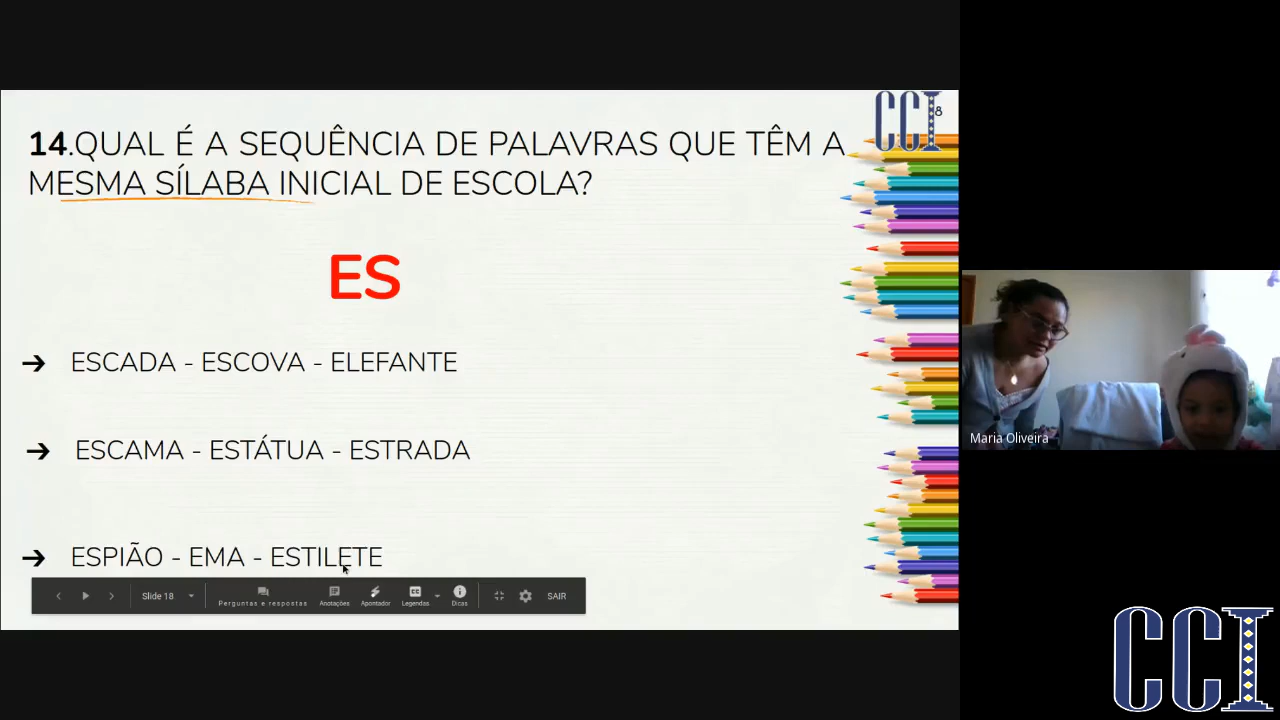 CCI
8
14.QUAL É A SEQUÊNCIA DE PALAVRAS QUE TÊM A
MESMA SÍLABA INICIAL DE ESCOLA?
ES
➔ ESCADA - ESCOVA - ELEFANTE
➔ ESCAMA - ESTÁTUA - ESTRADA
➔ ESPIÃO - EMA - ESTILETE
Slide 18
Perguntas e respostas
Anotações
Apontador
Legendas
Dicas
SAIR
Maria Oliveira
CCI